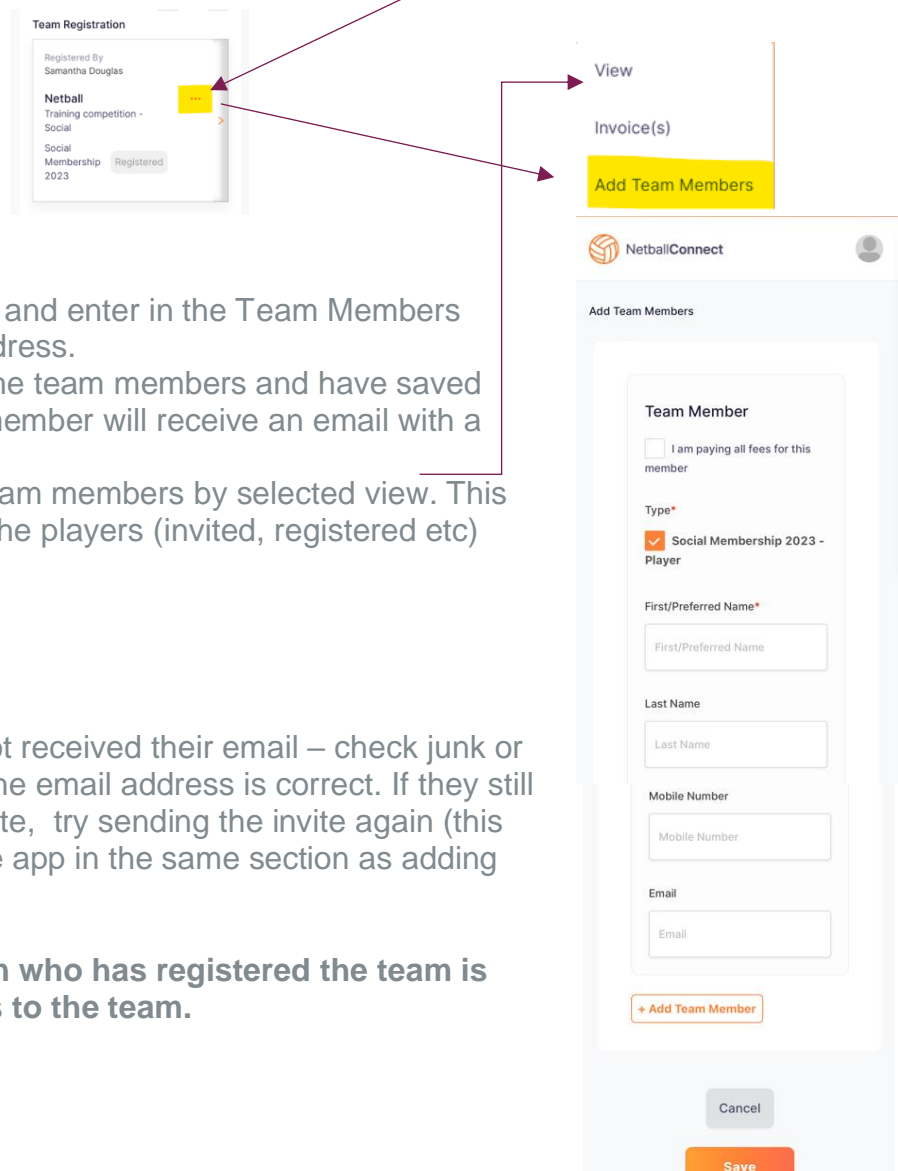 Team Registration
Registered By
Samantha Douglas
Netball
Training competition -
Social
Social
Membership
2023
Registered
View
Invoice(s)
Add Team Members
NetballConnect
and enter in the Team Members
dress.
he team members and have saved
member will receive an email with a
eam members by selected view. This
the players (invited, registered etc)
ot received their email – check junk or
he email address is correct. If they still
te, try sending the invite again (this
e app in the same section as adding
n who has registered the team is
s to the team.
Add Team Members
Team Member
I am paying all fees for this
member
Type*
Social Membership 2023 -
Player
First/Preferred Name*
First/Preferred Name
Last Name
Last Name
Mobile Number
Mobile Number
Email
Email
+ Add Team Member
Cancel
Save